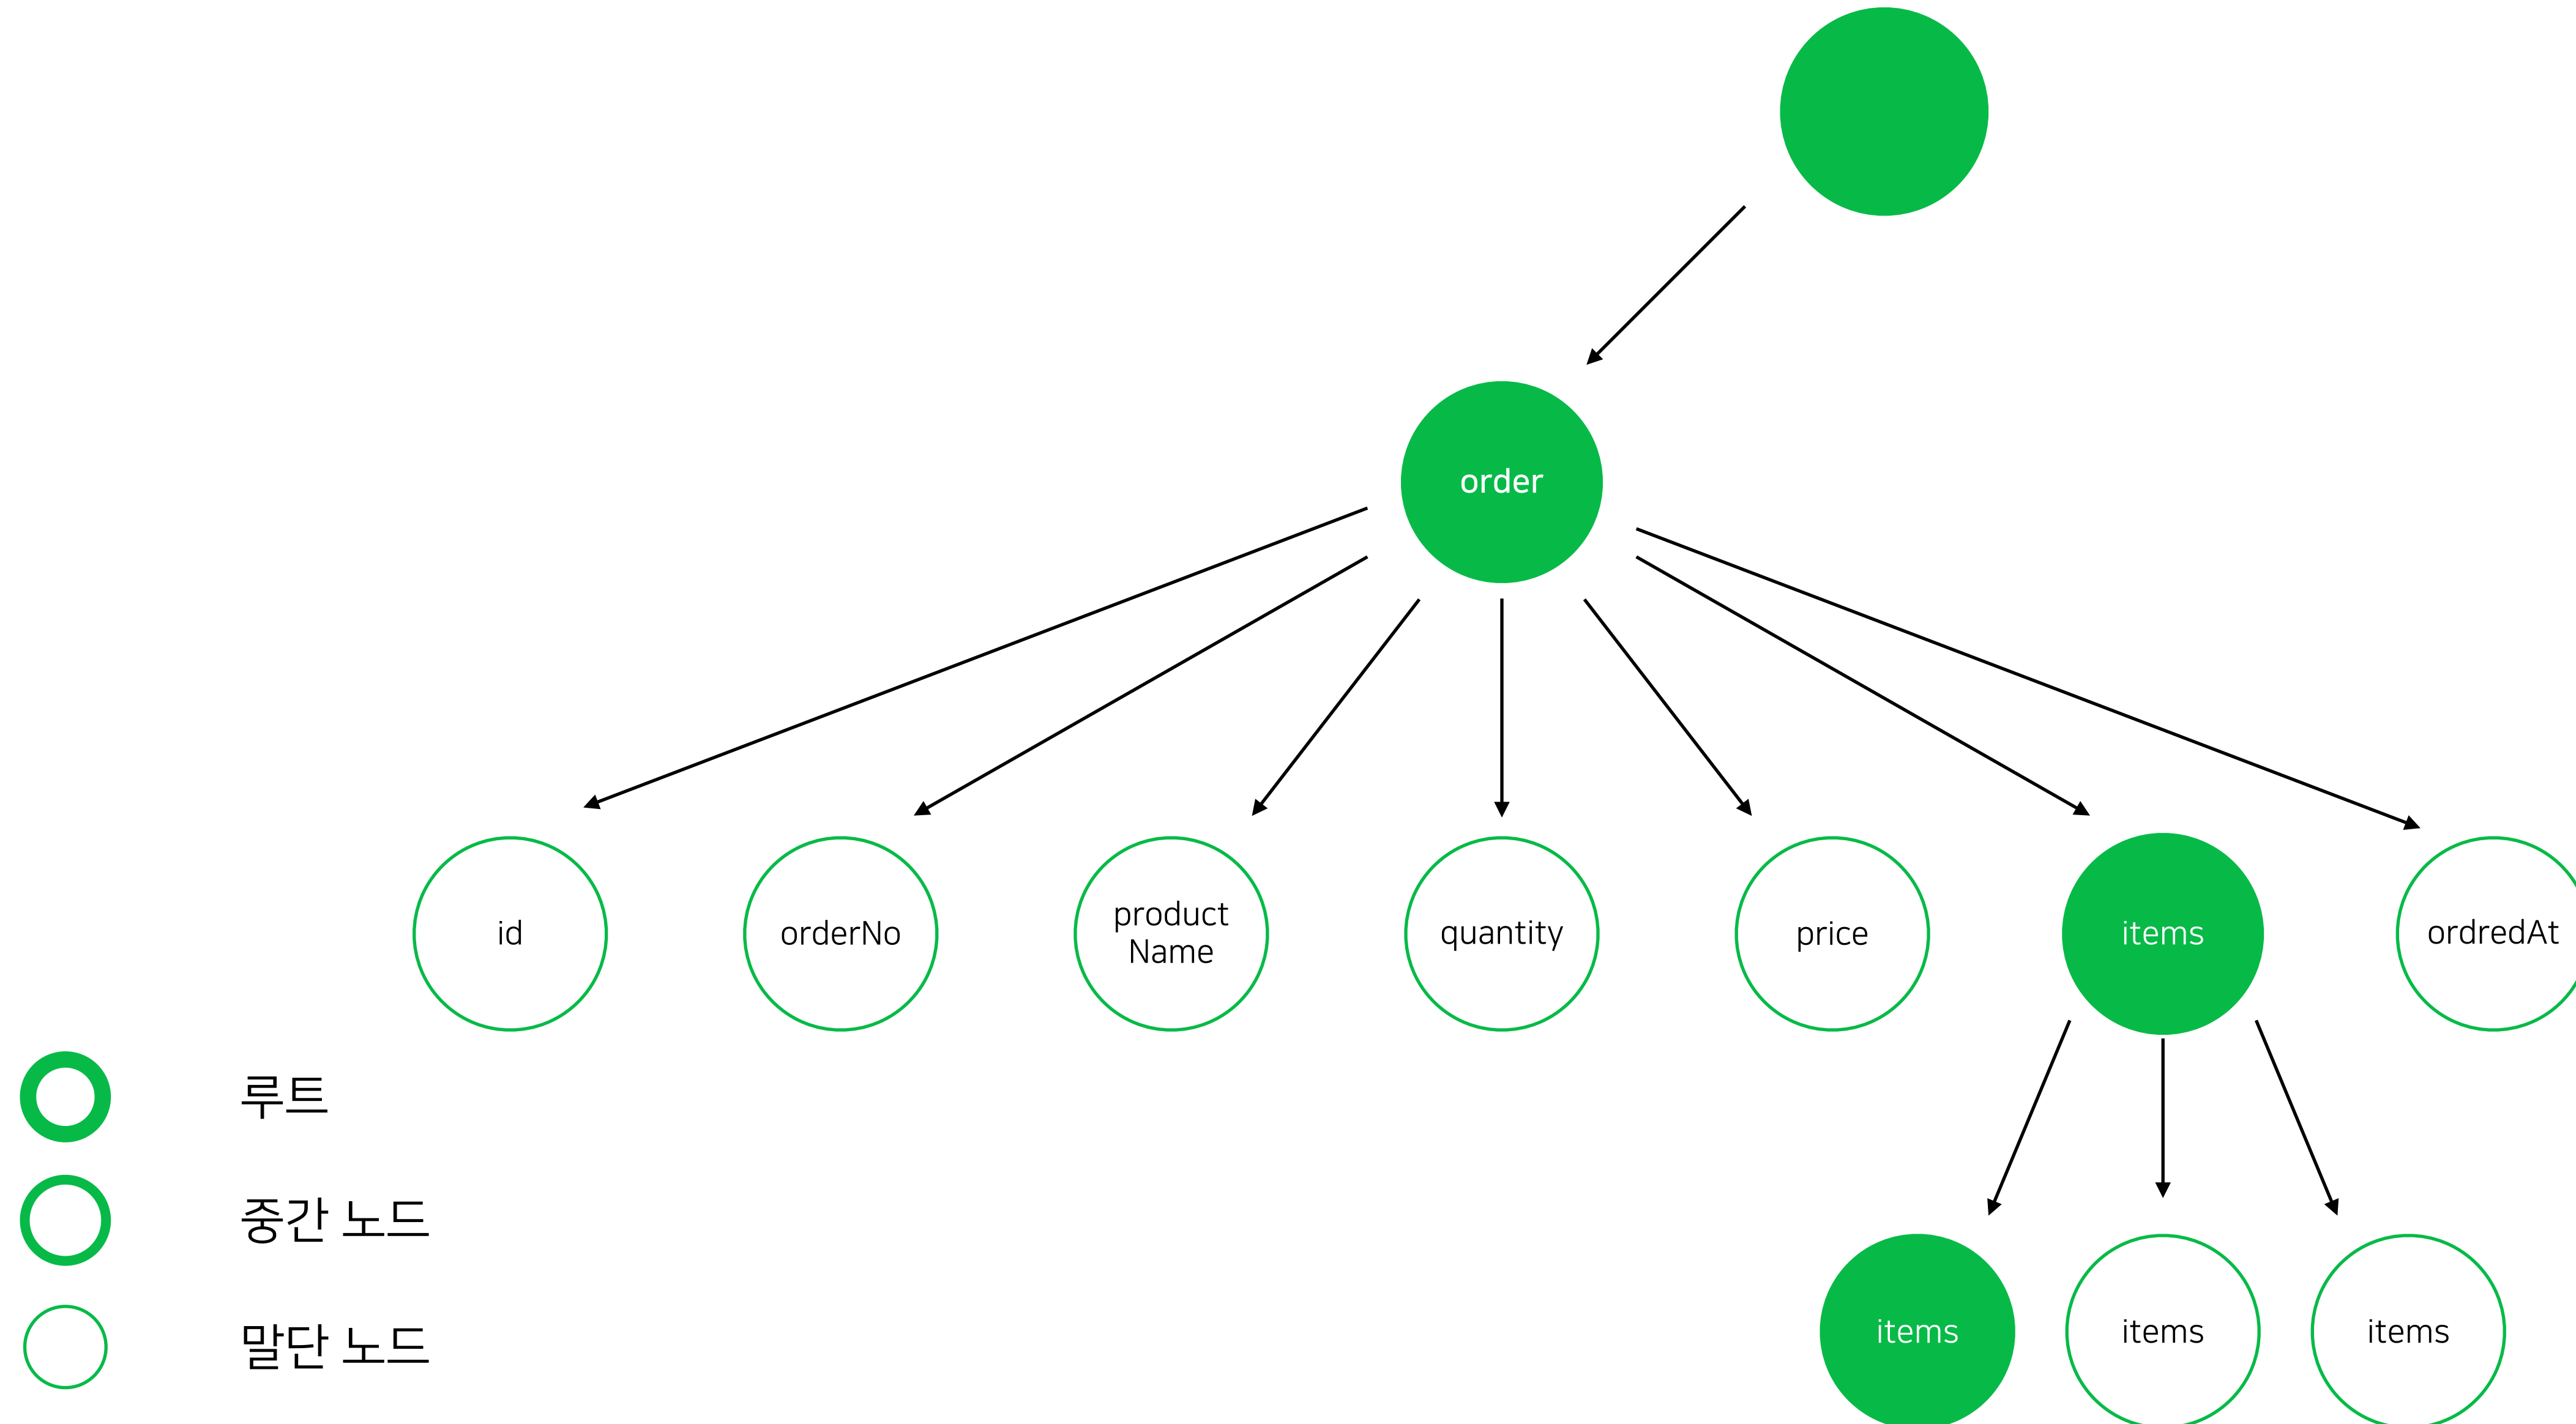 order
id
orderNo
product
Name
quantity
price
items
ordredAt
루트
중간 노드
말단 노드
items
items
items